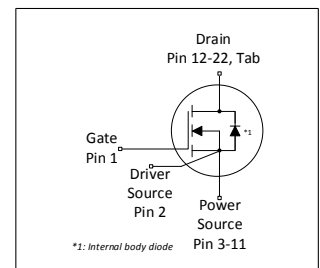 Drain
Pin 12-22, Tab
*1
Gate
Pin 1
Driver
Source
Pin 2
Power
Source
Pin 3-11
*1: Internal body diode